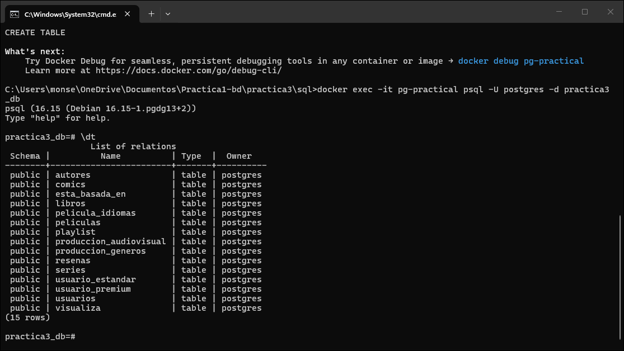 C:\Windows\System32\cmd.e
CREATE TABLE
What's next:
    Try Docker Debug for seamless, persistent debugging tools in any container or image → docker debug pg-practical
    Learn more at https://docs.docker.com/go/debug-cli/
C:\Users\monse\OneDrive\Documentos\Practica1-bd\practica3\sql>docker exec -it pg-practical psql -U postgres -d practica3
_db
psql (16.15 (Debian 16.15-1.pgdg13+2))
Type "help" for help.
practica3_db=# \dt
                 List of relations
 Schema |          Name          | Type  |  Owner
--------+------------------------+-------+----------
 public | autores                | table | postgres
 public | comics                 | table | postgres
 public | esta_basada_en         | table | postgres
 public | libros                 | table | postgres
 public | pelicula_idiomas       | table | postgres
 public | peliculas              | table | postgres
 public | playlist               | table | postgres
 public | produccion_audiovisual | table | postgres
 public | produccion_generos     | table | postgres
 public | resenas                | table | postgres
 public | series                 | table | postgres
 public | usuario_estandar       | table | postgres
 public | usuario_premium        | table | postgres
 public | usuarios               | table | postgres
 public | visualiza              | table | postgres
(15 rows)
practica3_db=#